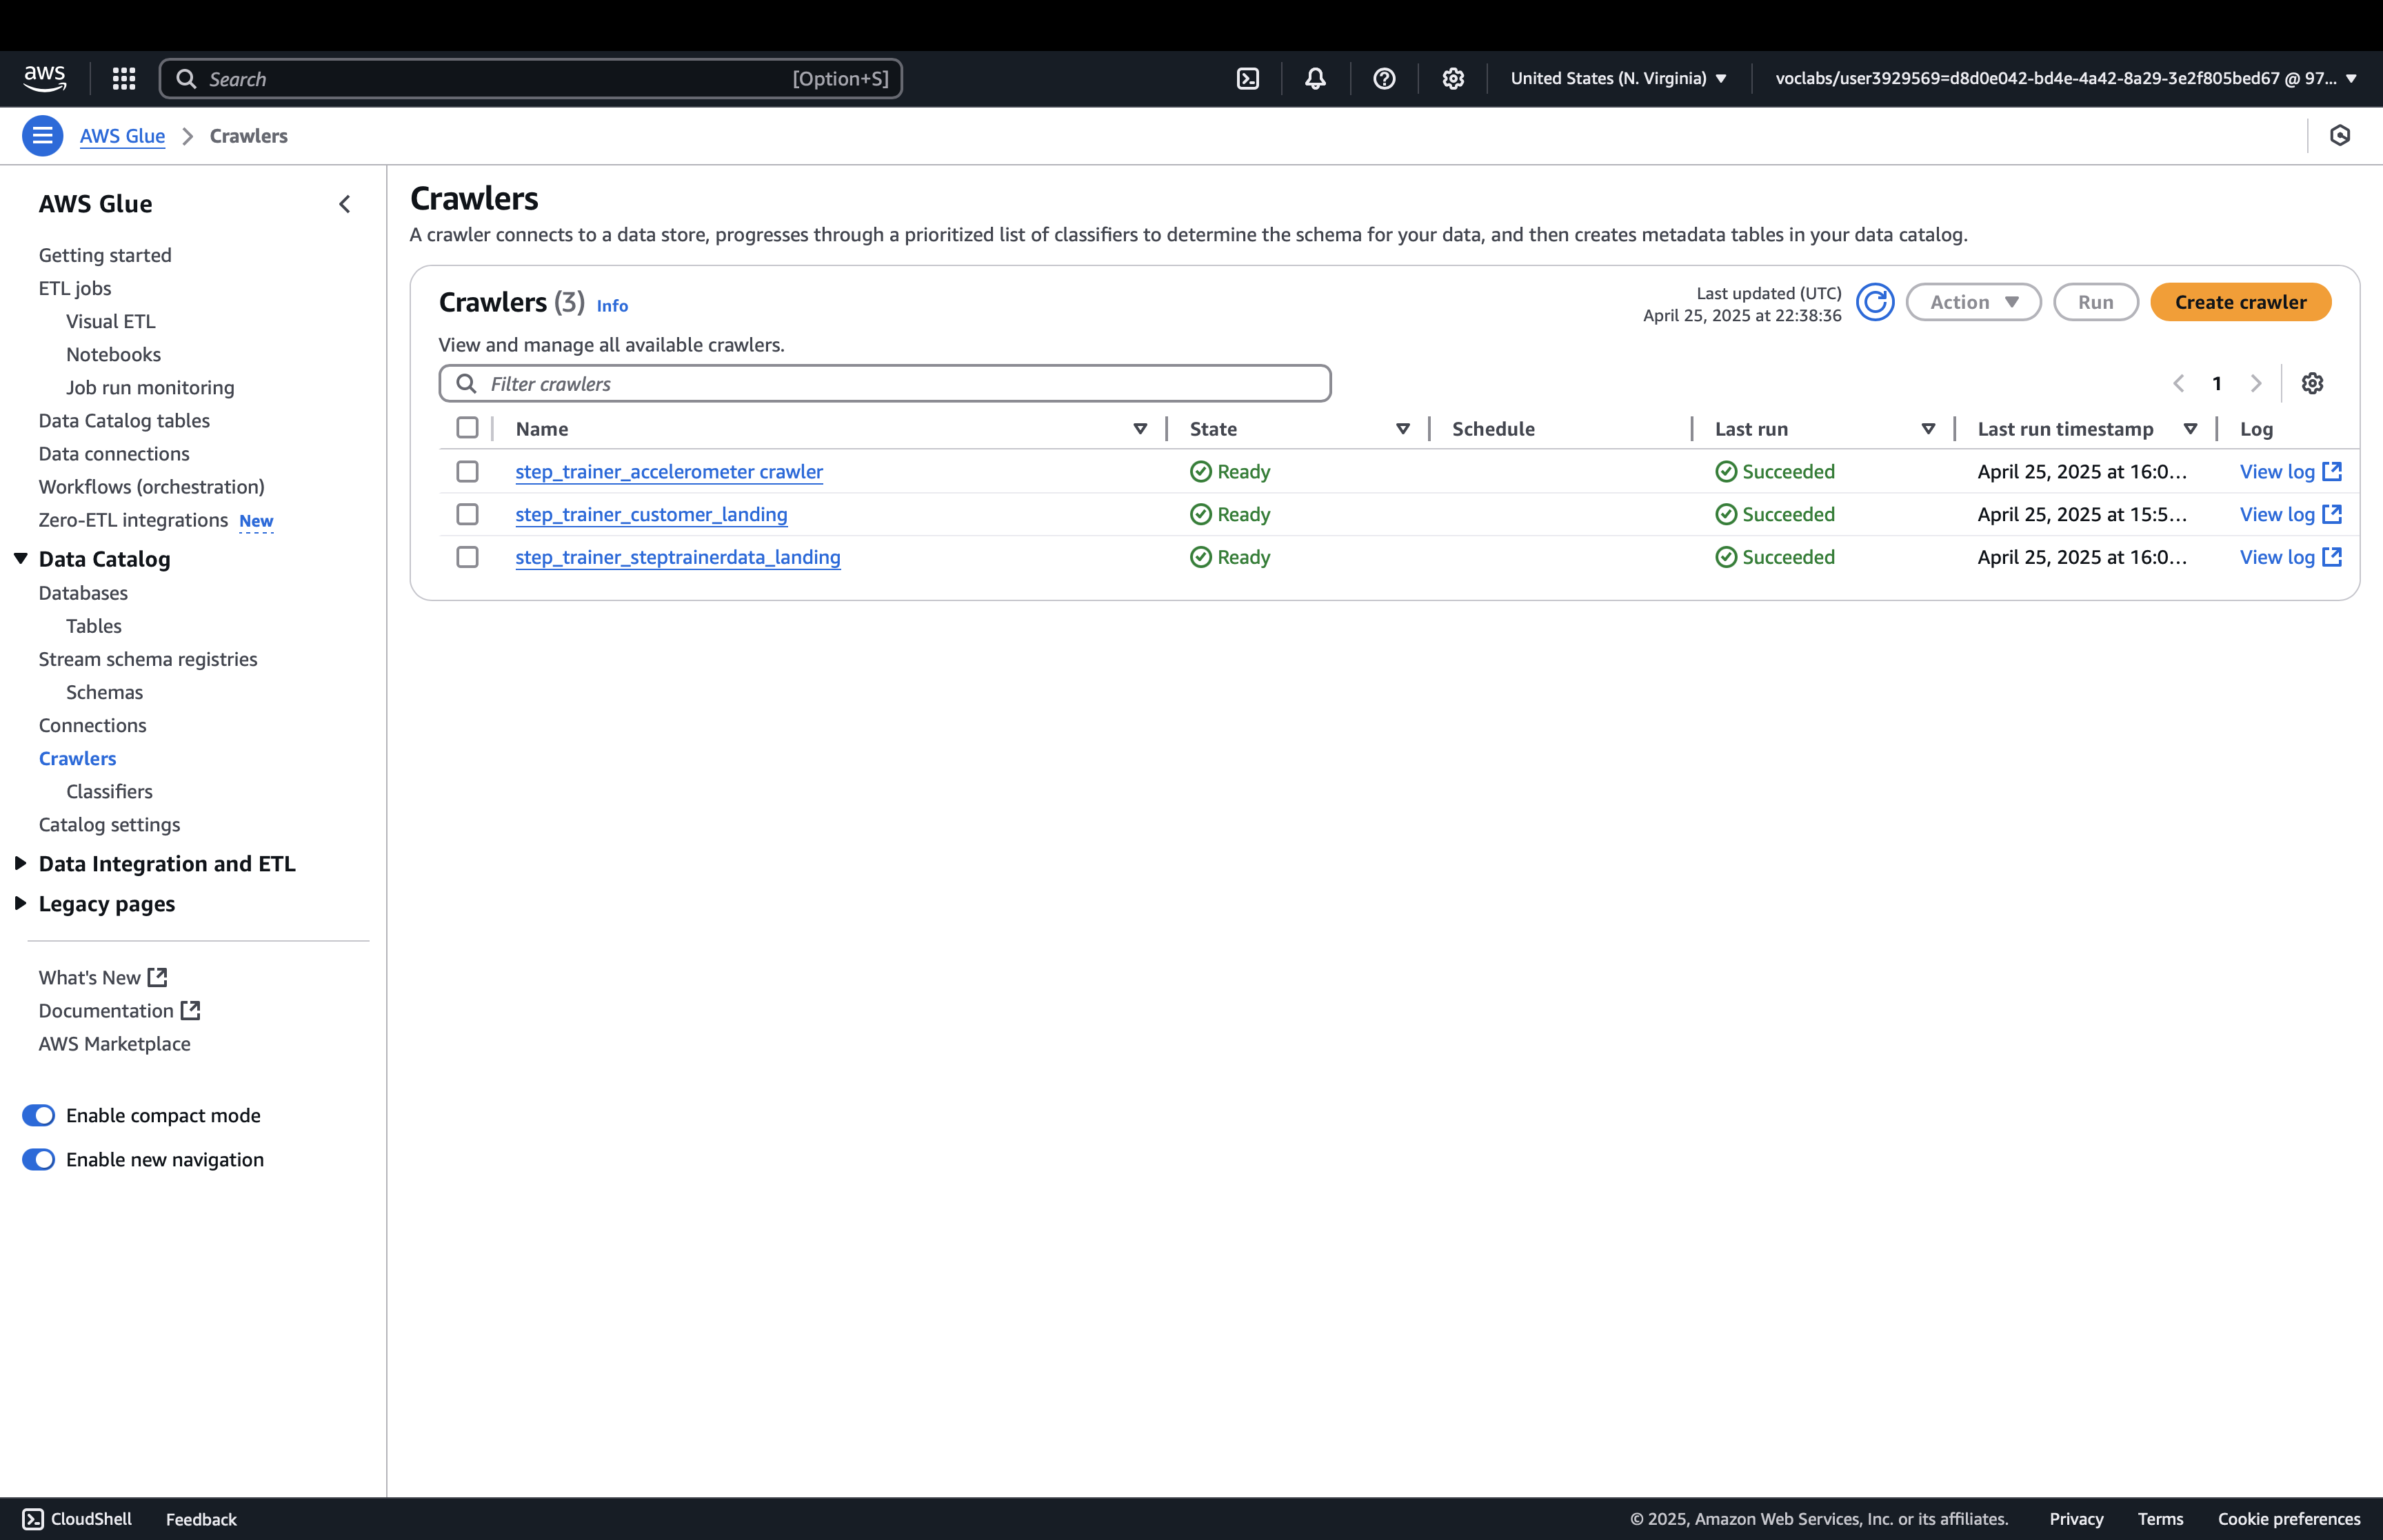 aws
Search [Option+S]
United States (N. Virginia)
voclabs/user3929569=d8d0e042-bd4e-4a42-8a29-3e2f805bed67 @ 97...
AWS Glue
Crawlers
AWS Glue
Getting started
ETL jobs
Visual ETL
Notebooks
Job run monitoring
Data Catalog tables
Data connections
Workflows (orchestration)
Zero-ETL integrations New
Data Catalog
Databases
Tables
Stream schema registries
Schemas
Connections
Crawlers
Classifiers
Catalog settings
Data Integration and ETL
Legacy pages
What's New
Documentation
AWS Marketplace
Enable compact mode
Enable new navigation
Crawlers
A crawler connects to a data store, progresses through a prioritized list of classifiers to determine the schema for your data, and then creates metadata tables in your data catalog.
Crawlers (3) Info
Last updated (UTC)
April 25, 2025 at 22:38:36
Action
Run
Create crawler
View and manage all available crawlers.
Filter crawlers
1
Name State Schedule Last run Last run timestamp Log
step_trainer_accelerometer crawler Ready Succeeded April 25, 2025 at 16:0... View log
step_trainer_customer_landing Ready Succeeded April 25, 2025 at 15:5... View log
step_trainer_steptrainerdata_landing Ready Succeeded April 25, 2025 at 16:0... View log
CloudShell Feedback
© 2025, Amazon Web Services, Inc. or its affiliates. Privacy Terms Cookie preferences